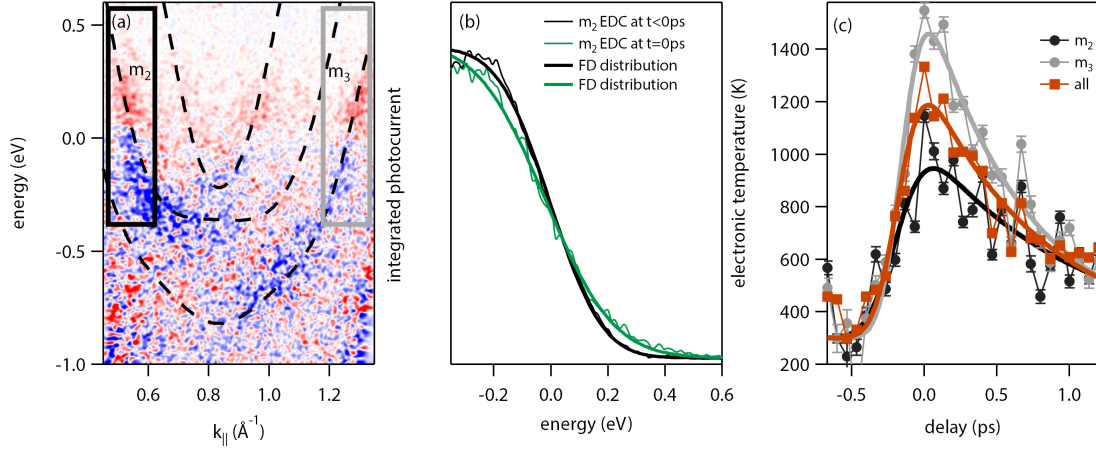 (a)
m2
m3
0.5
0.0
-0.5
-1.0
energy (eV)
0.6
0.8
1.0
1.2
k|| (Å-1)
(b)
m2 EDC at t<0ps
m2 EDC at t=0ps
FD distribution
FD distribution
integrated photocurrent
-0.2
0.0
0.2
0.4
0.6
energy (eV)
(c)
m2
m3
all
1400
1200
1000
800
600
400
200
electronic temperature (K)
-0.5
0.0
0.5
1.0
delay (ps)